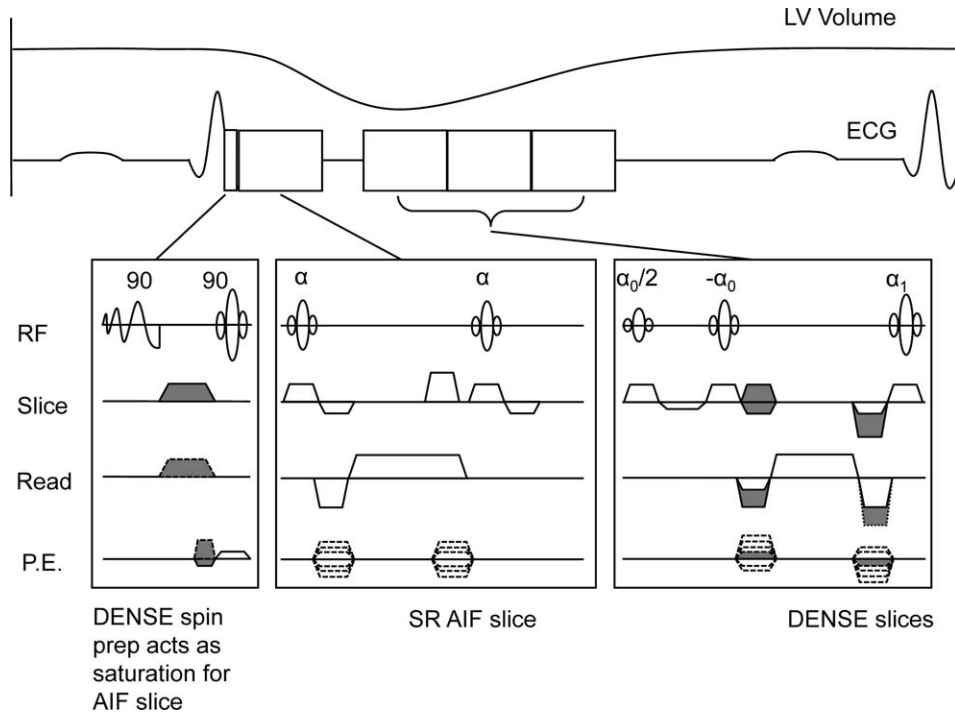 LV Volume
ECG
90 90
α α
α₀/2 -α₀ α₁
RF
Slice
Read
P.E.
DENSE spin
prep acts as
saturation for
AIF slice
SR AIF slice
DENSE slices